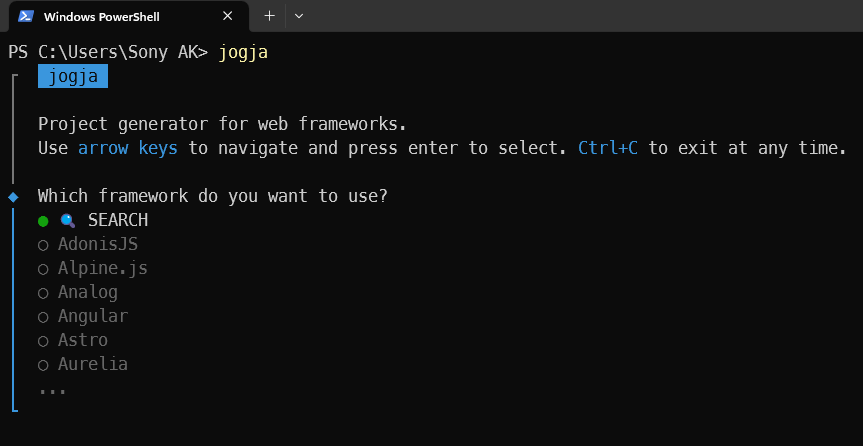 Windows PowerShell
PS C:\Users\Sony AK> jogja
jogja
Project generator for web frameworks.
Use arrow keys to navigate and press enter to select. Ctrl+C to exit at any time.
Which framework do you want to use?
SEARCH
AdonisJS
Alpine.js
Analog
Angular
Astro
Aurelia
...